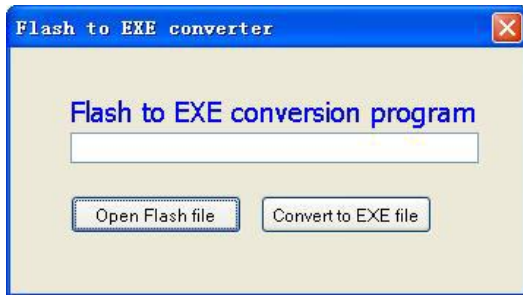 Flash to EXE converter
Flash to EXE conversion program
Open Flash file
Convert to EXE file